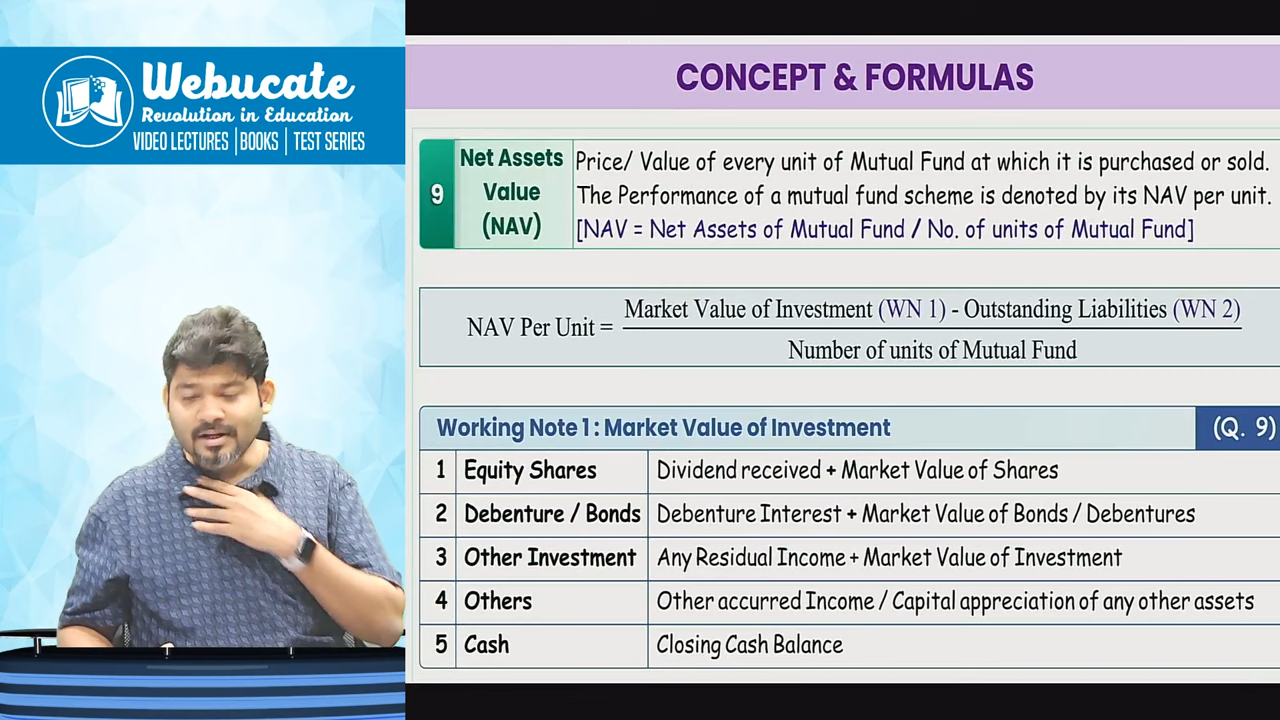 Webucate
Revolution in Education
VIDEO LECTURES | BOOKS | TEST SERIES
CONCEPT & FORMULAS
9
Net Assets
Value
(NAV)
Price/ Value of every unit of Mutual Fund at which it is purchased or sold.
The Performance of a mutual fund scheme is denoted by its NAV per unit.
[NAV = Net Assets of Mutual Fund / No. of units of Mutual Fund]
NAV Per Unit = Market Value of Investment (WN 1) - Outstanding Liabilities (WN 2)
Number of units of Mutual Fund
Working Note 1 : Market Value of Investment (Q. 9)
1 Equity Shares Dividend received + Market Value of Shares
2 Debenture / Bonds Debenture Interest + Market Value of Bonds / Debentures
3 Other Investment Any Residual Income + Market Value of Investment
4 Others Other accurred Income / Capital appreciation of any other assets
5 Cash Closing Cash Balance